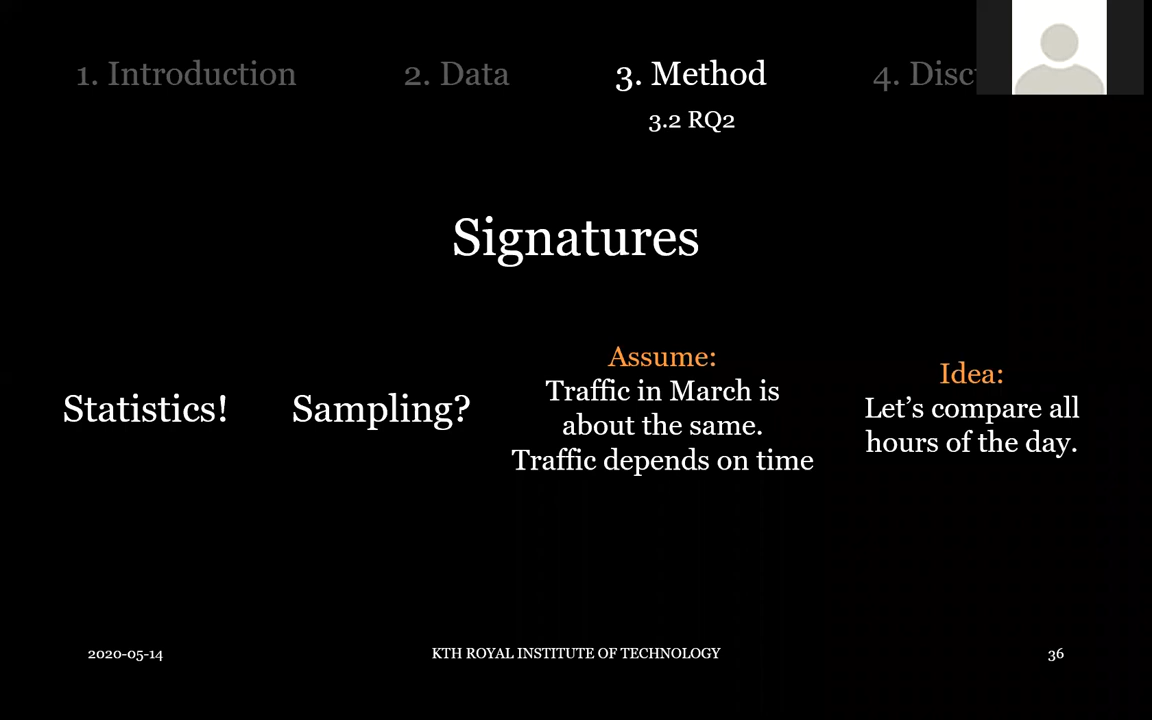 1. Introduction
2. Data
3. Method
4. Disc
3.2 RQ2
Signatures
Statistics!
Sampling?
Assume:
Traffic in March is
about the same.
Traffic depends on time
Idea:
Let’s compare all
hours of the day.
2020-05-14
KTH ROYAL INSTITUTE OF TECHNOLOGY
36